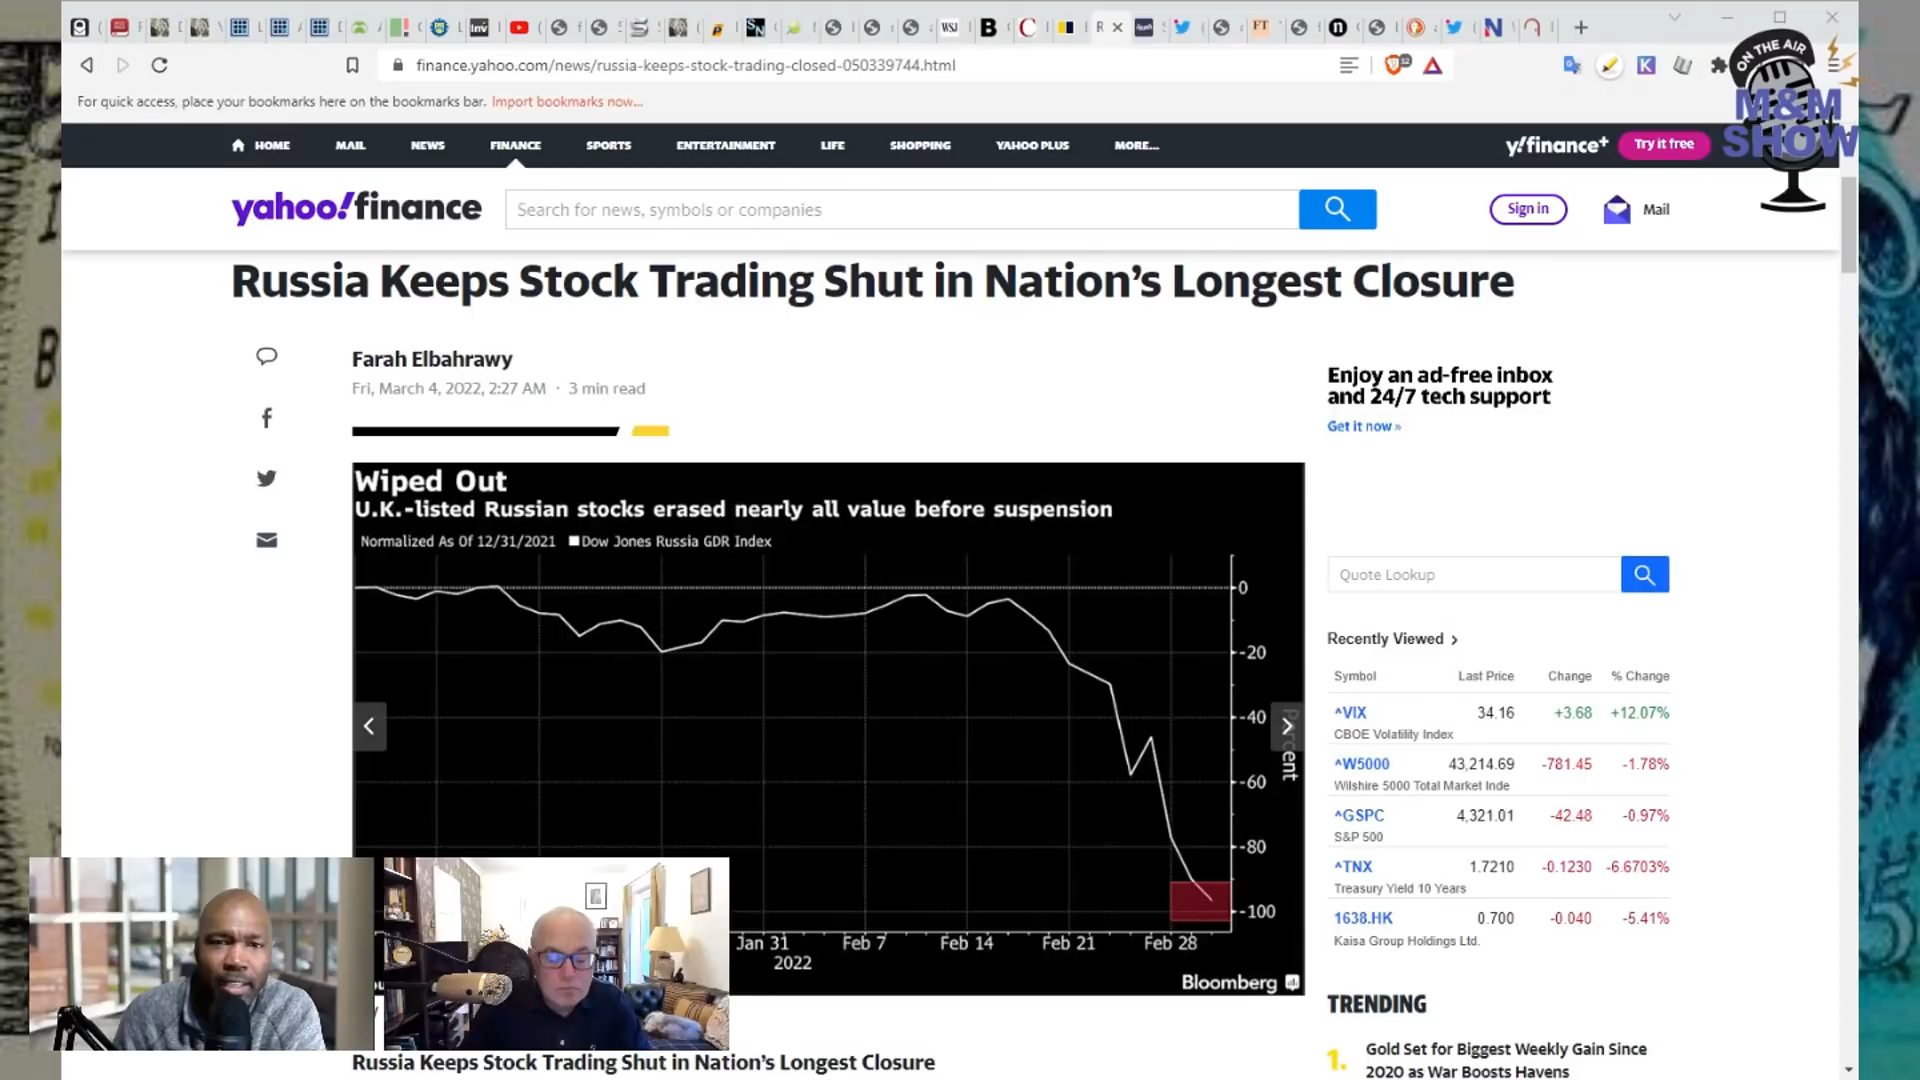 finance.yahoo.com/news/russia-keeps-stock-trading-closed-050339744.html
For quick access, place your bookmarks here on the bookmarks bar. Import bookmarks now...
ON THE AIR
M&M
SHOW
HOME MAIL NEWS FINANCE SPORTS ENTERTAINMENT LIFE SHOPPING YAHOO PLUS MORE...
y!finance+ Try it free
yahoo!finance
Search for news, symbols or companies
Sign in
Mail
Russia Keeps Stock Trading Shut in Nation's Longest Closure
Farah Elbahrawy
Fri, March 4, 2022, 2:27 AM · 3 min read
Enjoy an ad-free inbox
and 24/7 tech support
Get it now »
Wiped Out
U.K.-listed Russian stocks erased nearly all value before suspension
Normalized As Of 12/31/2021 Dow Jones Russia GDR Index
0
-20
-40
-60
-80
-100
Percent
Jan 31 Feb 7 Feb 14 Feb 21 Feb 28
2022
Bloomberg
Quote Lookup
Recently Viewed
Symbol Last Price Change % Change
^VIX 34.16 +3.68 +12.07%
CBOE Volatility Index
^W5000 43,214.69 -781.45 -1.78%
Wilshire 5000 Total Market Inde
^GSPC 4,321.01 -42.48 -0.97%
S&P 500
^TNX 1.7210 -0.1230 -6.6703%
Treasury Yield 10 Years
1638.HK 0.700 -0.040 -5.41%
Kaisa Group Holdings Ltd.
TRENDING
1. Gold Set for Biggest Weekly Gain Since
2020 as War Boosts Havens
Russia Keeps Stock Trading Shut in Nation's Longest Closure